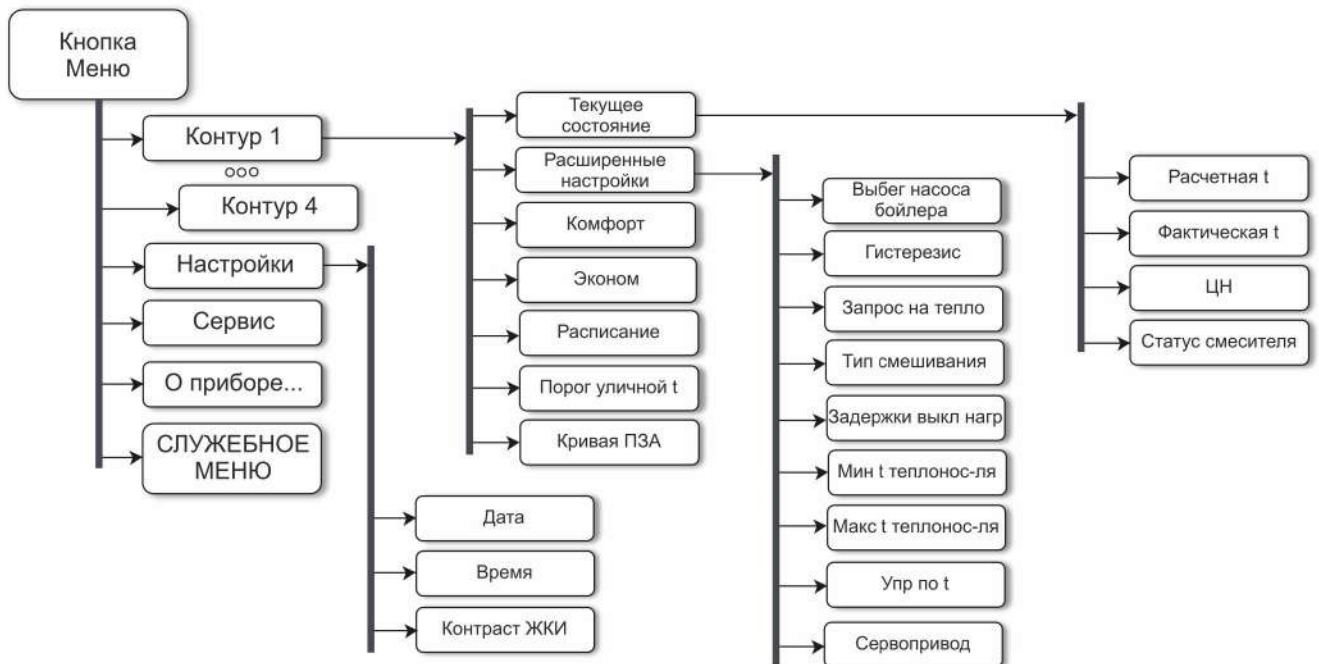 Кнопка
Меню
Контур 1
ооо
Контур 4
Настройки
Сервис
О приборе...
СЛУЖЕБНОЕ
МЕНЮ
Дата
Время
Контраст ЖКИ
Текущее
состояние
Расширенные
настройки
Комфорт
Эконом
Расписание
Порог уличной t
Кривая ПЗА
Выбег насоса
бойлера
Гистерезис
Запрос на тепло
Тип смешивания
Задержки выкл нагр
Мин t теплонос-ля
Макс t теплонос-ля
Упр по t
Сервопривод
Расчетная t
Фактическая t
ЦН
Статус смесителя